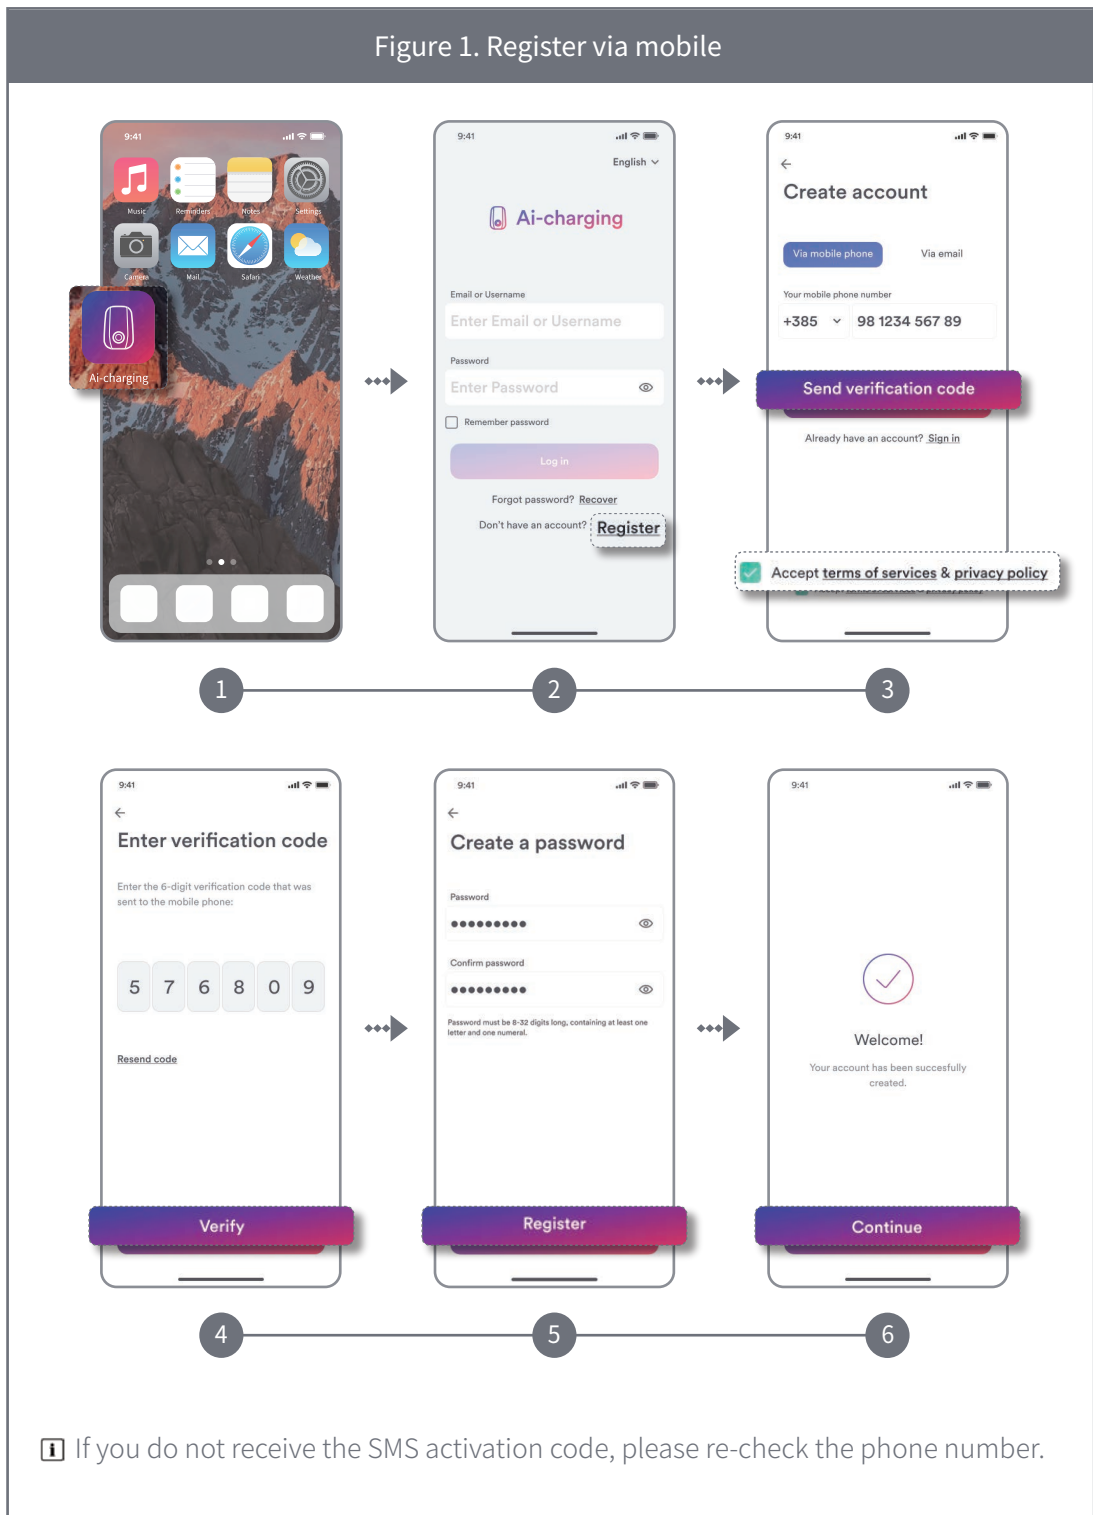 Figure 1. Register via mobile
9:41
Music Reminders Notes Settings
Camera Mail Safari Weather
Ai-charging
9:41
English
Ai-charging
Email or Username
Enter Email or Username
Password
Enter Password
Remember password
Log in
Forgot password? Recover
Don't have an account? Register
9:41
Create account
Via mobile phone Via email
Your mobile phone number
+385 98 1234 567 89
Send verification code
Already have an account? Sign in
Accept terms of services & privacy policy
1 2 3
9:41
Enter verification code
Enter the 6-digit verification code that was
sent to the mobile phone:
5 7 6 8 0 9
Resend code
Verify
9:41
Create a password
Password
Confirm password
Password must be 8-32 digits long, containing at least one
letter and one numeral.
Register
9:41
Welcome!
Your account has been succesfully
created.
Continue
4 5 6
If you do not receive the SMS activation code, please re-check the phone number.